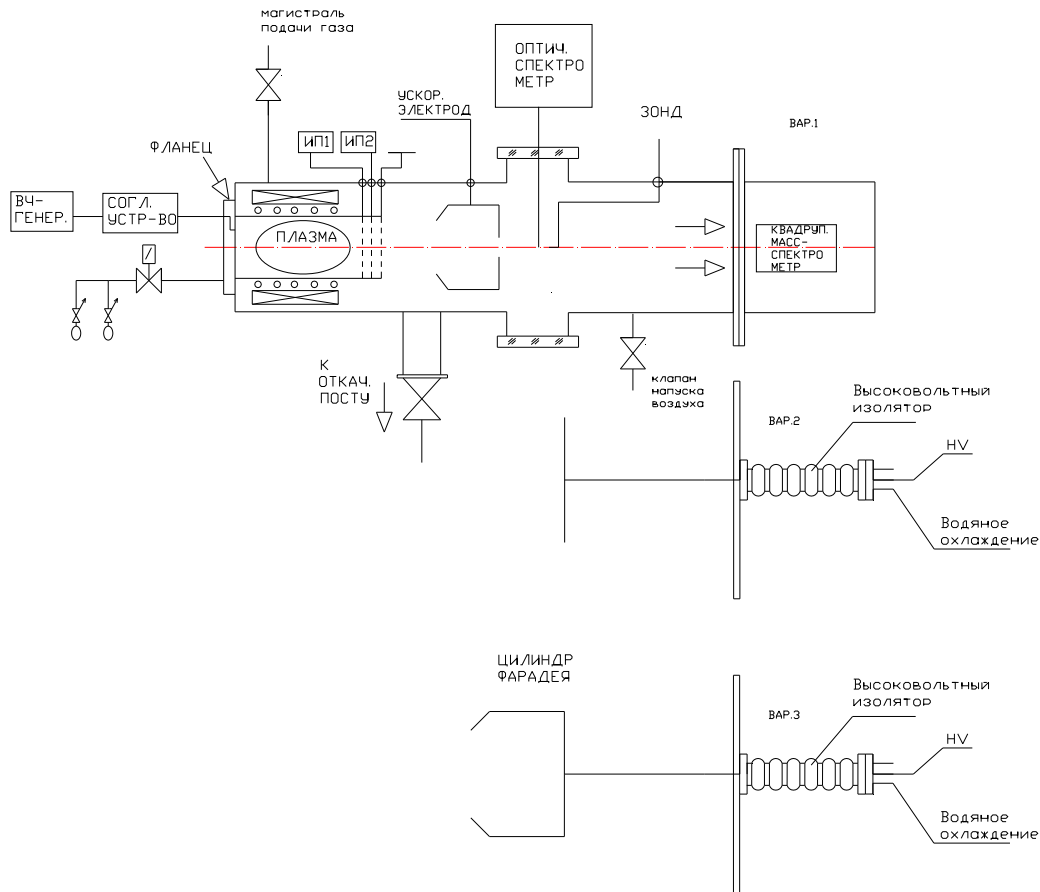 магистраль
подачи газа
ОПТИЧ.
СПЕКТРО
МЕТР
УСКОР.
ЭЛЕКТРОД
ЗОНД
ВАР.1
ФЛАНЕЦ
ИП1
ИП2
ВЧ-
ГЕНЕР.
СОГЛ.
УСТР-ВО
ПЛАЗМА
КВАДРУП.
МАСС-
СПЕКТРО
МЕТР
К
ОТКАЧ.
ПОСТУ
клапан
напуска
воздуха
ВАР.2
Высоковольтный
изолятор
HV
Водяное
охлаждение
ЦИЛИНДР
ФАРАДЕЯ
ВАР.3
Высоковольтный
изолятор
HV
Водяное
охлаждение